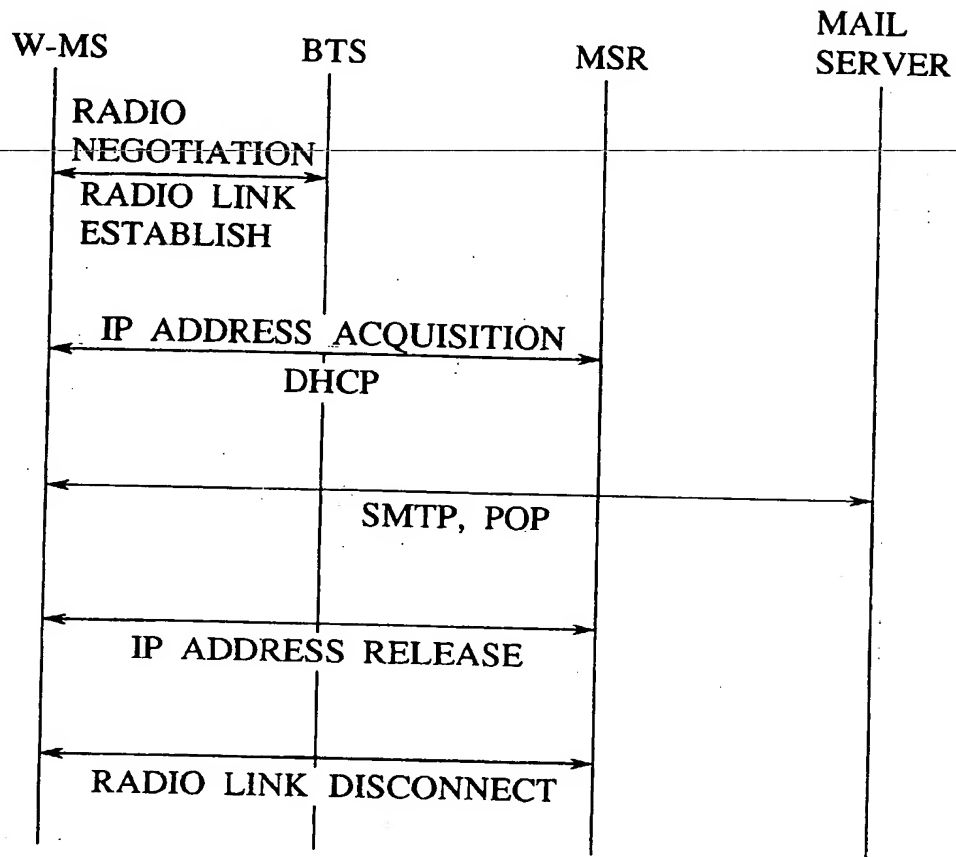 W-MS
BTS
MSR
MAIL
SERVER
RADIO
NEGOTIATION
RADIO LINK
ESTABLISH
IP ADDRESS ACQUISITION
DHCP
SMTP, POP
IP ADDRESS RELEASE
RADIO LINK DISCONNECT